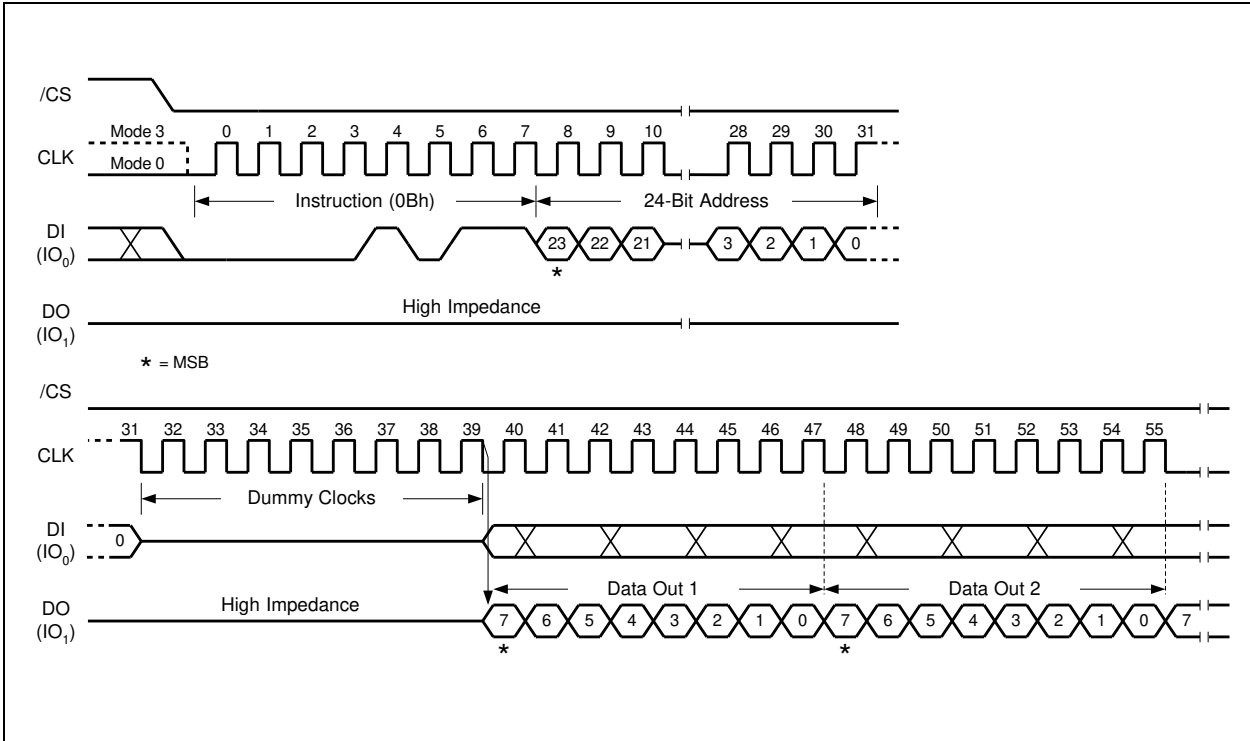 /CS
Mode 3
0 1 2 3 4 5 6 7 8 9 10 28 29 30 31
CLK
Mode 0
Instruction (0Bh)
24-Bit Address
DI
(IO0)
23 22 21 3 2 1 0
*
High Impedance
DO
(IO1)
* = MSB
/CS
31 32 33 34 35 36 37 38 39 40 41 42 43 44 45 46 47 48 49 50 51 52 53 54 55
CLK
Dummy Clocks
DI
(IO0)
0
Data Out 1
Data Out 2
High Impedance
DO
(IO1)
7 6 5 4 3 2 1 0 7 6 5 4 3 2 1 0 7
* *